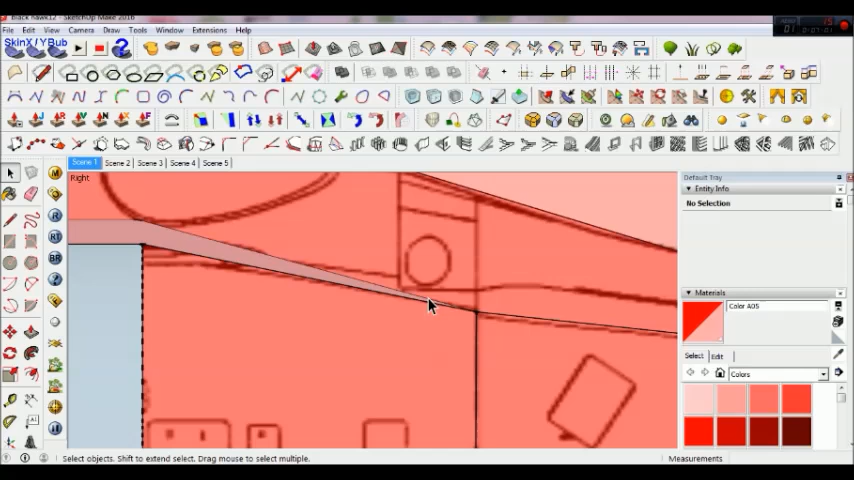 Black hawk12 - SketchUp Make 2016
File Edit View Camera Draw Tools Window Extensions Help
SkinX/YBub
Scene 1 Scene 2 Scene 3 Scene 4 Scene 5
Right
Default Tray
Entity Info
No Selection
Materials
Color A05
Select Edit
Colors
Select objects. Shift to extend select. Drag mouse to select multiple.
Measurements